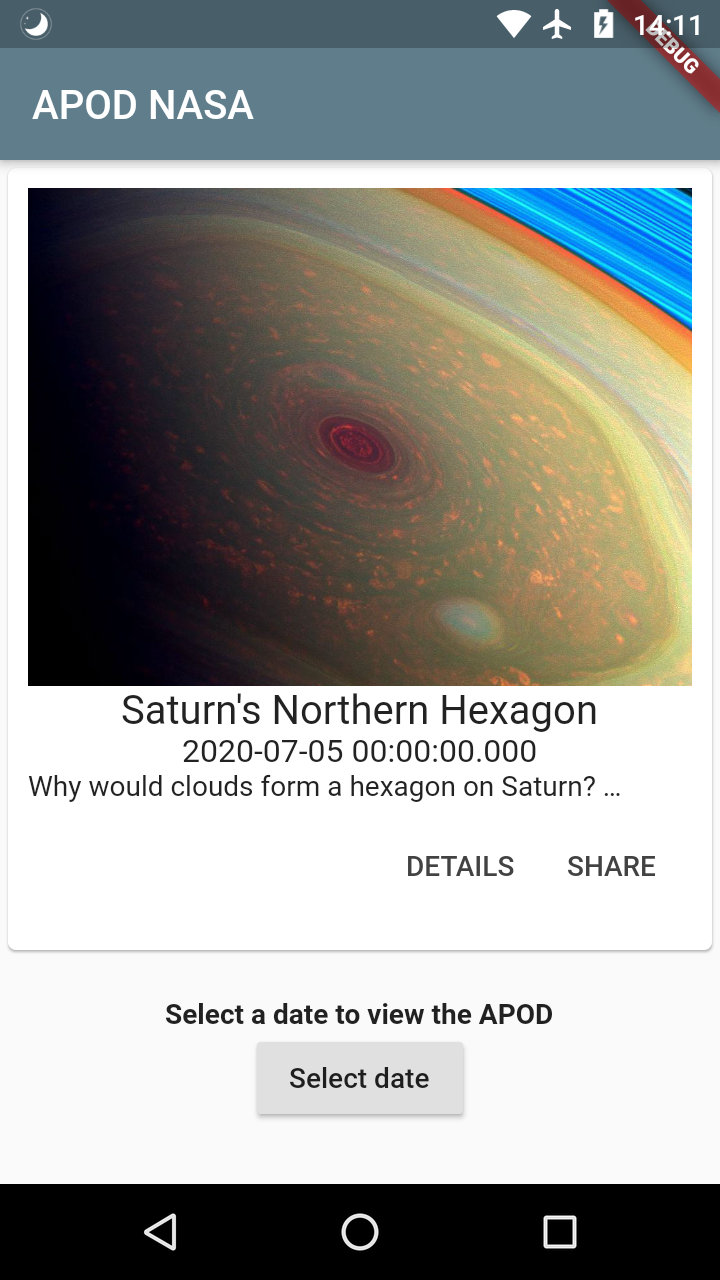 14:11
DEBUG
APOD NASA
Saturn's Northern Hexagon
2020-07-05 00:00:00.000
Why would clouds form a hexagon on Saturn? …
DETAILS SHARE
Select a date to view the APOD
Select date